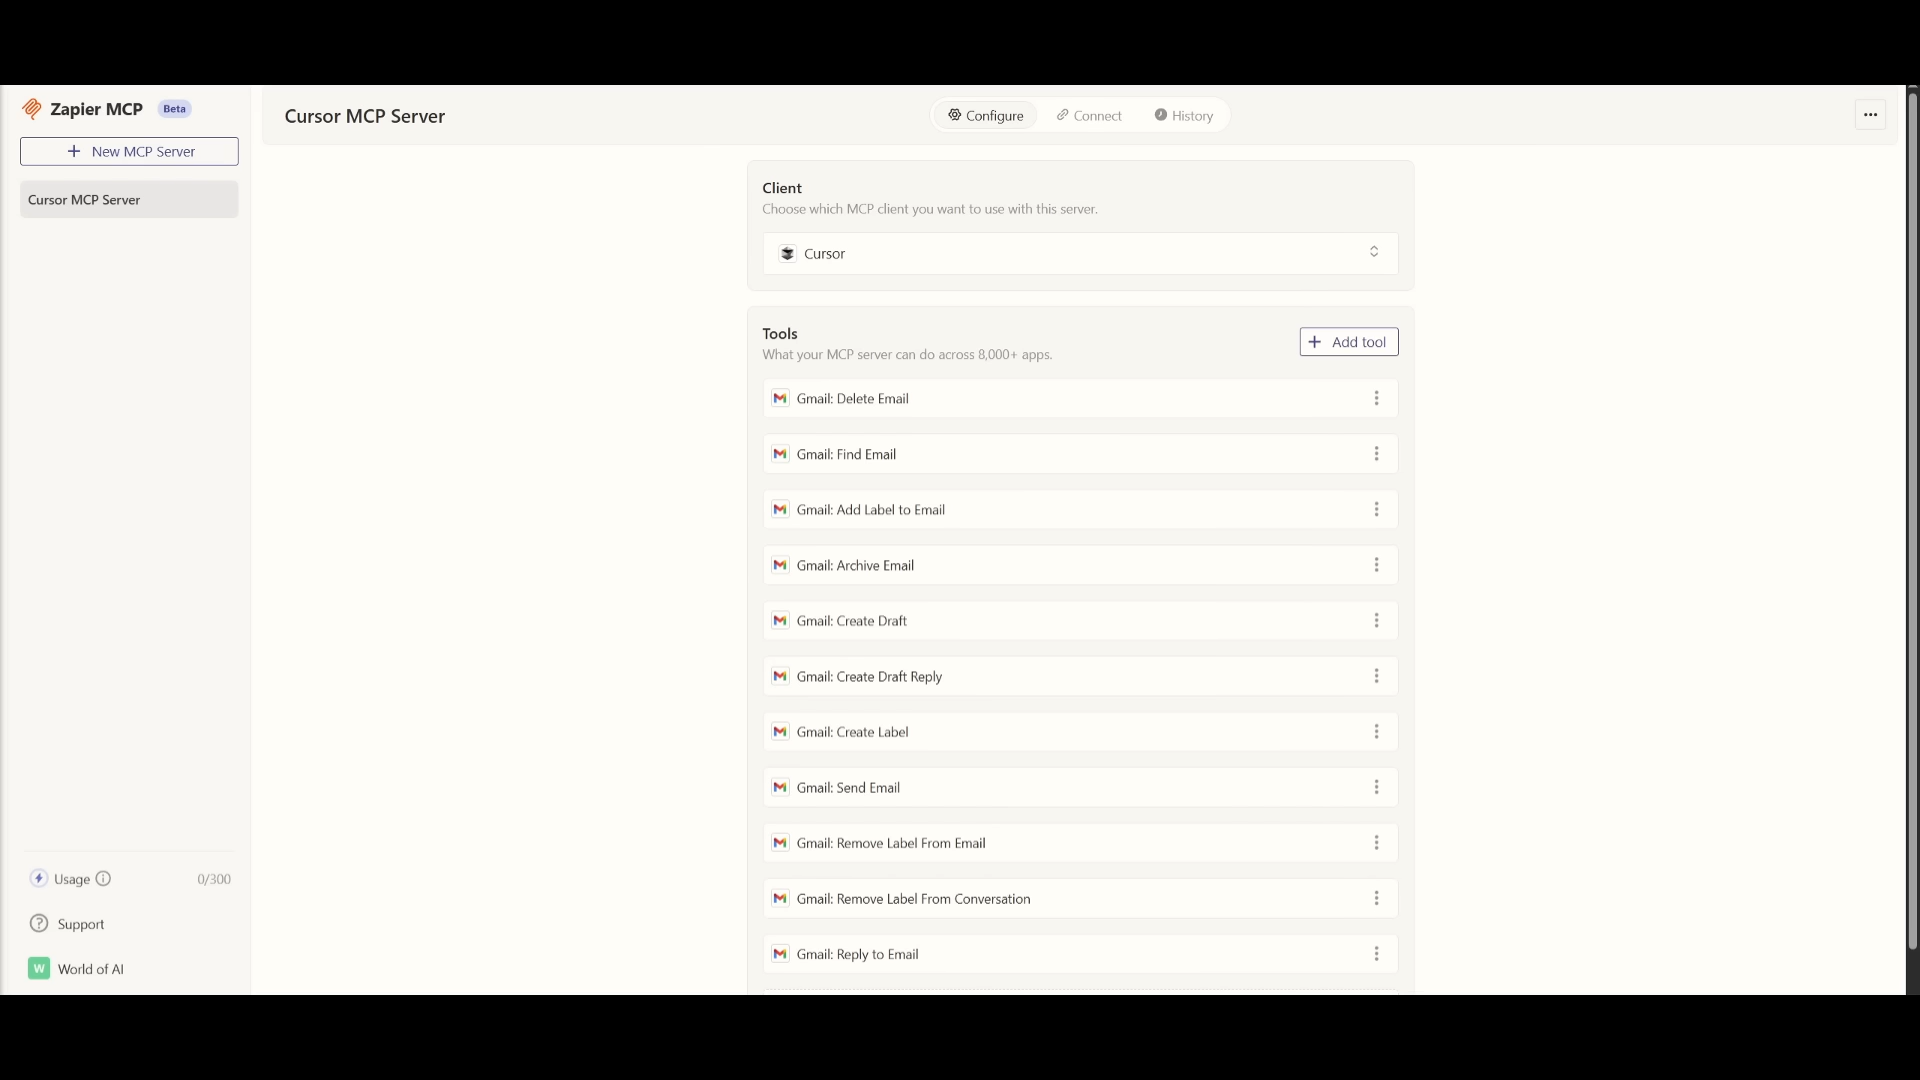 Zapier MCP Beta
New MCP Server
Cursor MCP Server
Usage 0/300
Support
W World of AI
Cursor MCP Server
Configure Connect History
Client
Choose which MCP client you want to use with this server.
Cursor
Tools
What your MCP server can do across 8,000+ apps.
Add tool
Gmail: Delete Email
Gmail: Find Email
Gmail: Add Label to Email
Gmail: Archive Email
Gmail: Create Draft
Gmail: Create Draft Reply
Gmail: Create Label
Gmail: Send Email
Gmail: Remove Label From Email
Gmail: Remove Label From Conversation
Gmail: Reply to Email